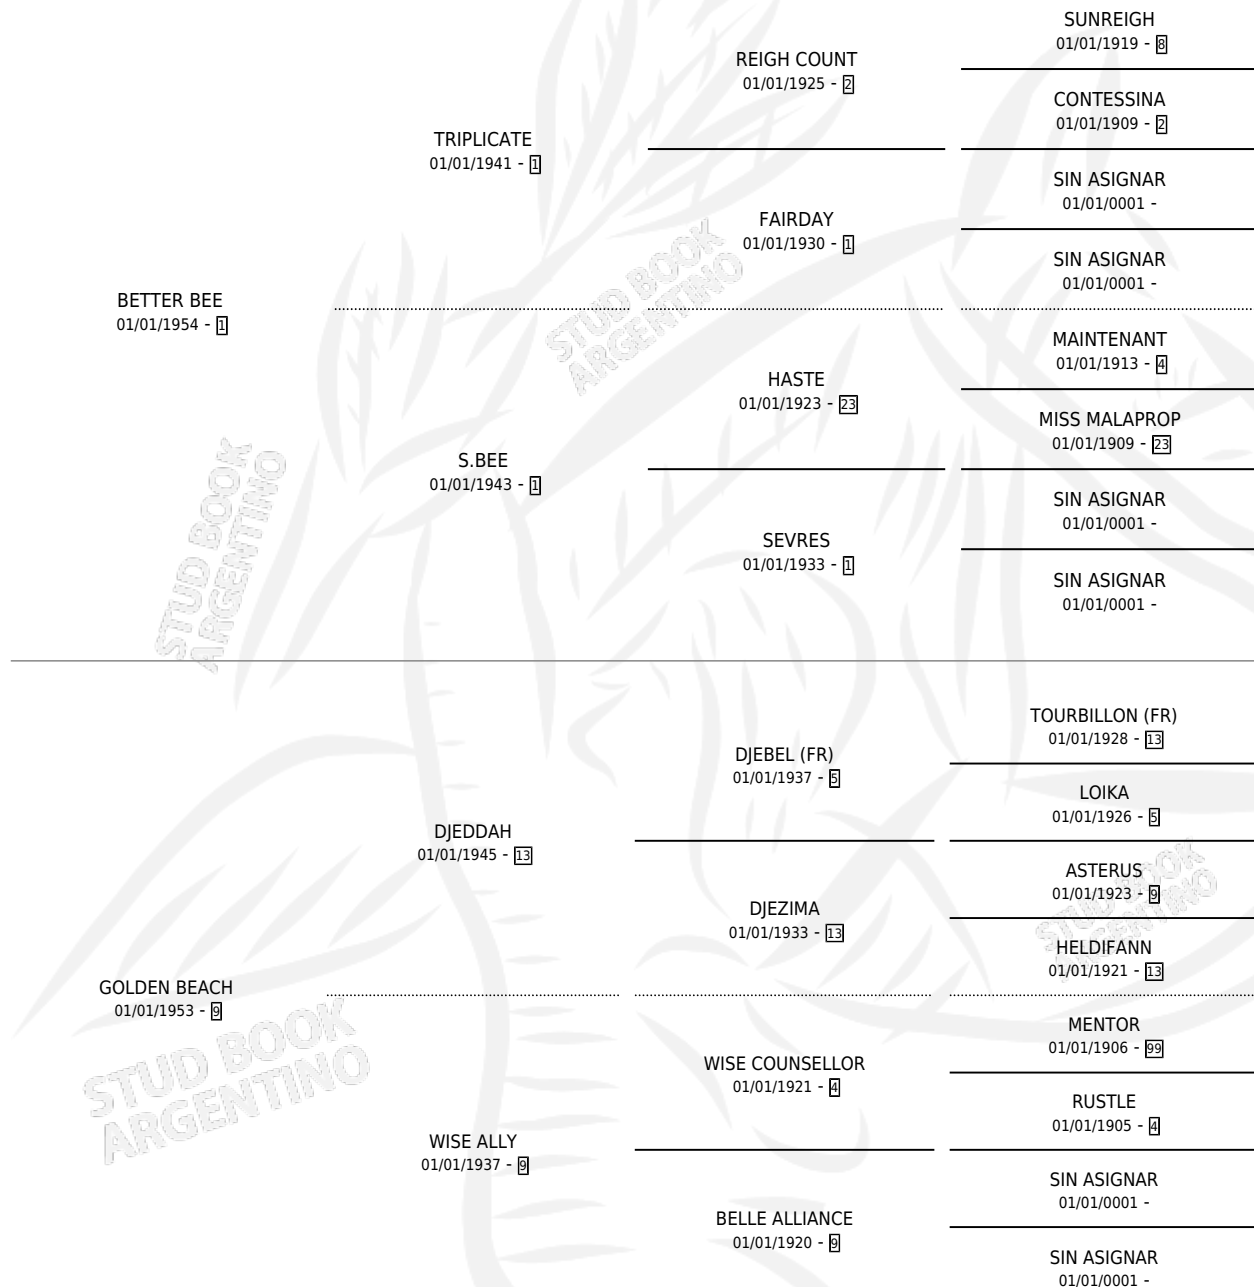 SUNREIGH
01/01/1919 - 8
REIGH COUNT
01/01/1925 - 2
CONTESSINA
01/01/1909 - 2
TRIPLICATE
01/01/1941 - 1
SIN ASIGNAR
01/01/0001 -
FAIRDAY
01/01/1930 - 1
SIN ASIGNAR
01/01/0001 -
BETTER BEE
01/01/1954 - 1
MAINTENANT
01/01/1913 - 4
HASTE
01/01/1923 - 23
MISS MALAPROP
01/01/1909 - 23
S.BEE
01/01/1943 - 1
SIN ASIGNAR
01/01/0001 -
SEVRES
01/01/1933 - 1
SIN ASIGNAR
01/01/0001 -
STUD BOOK
ARGENTINO
STUD BOOK
ARGENTINO
TOURBILLON (FR)
01/01/1928 - 13
DJEBEL (FR)
01/01/1937 - 5
LOIKA
01/01/1926 - 5
DJEDDAH
01/01/1945 - 13
ASTERUS
01/01/1923 - 9
DJEZIMA
01/01/1933 - 13
HELDIFANN
01/01/1921 - 13
GOLDEN BEACH
01/01/1953 - 9
MENTOR
01/01/1906 - 99
WISE COUNSELLOR
01/01/1921 - 4
RUSTLE
01/01/1905 - 4
WISE ALLY
01/01/1937 - 9
SIN ASIGNAR
01/01/0001 -
BELLE ALLIANCE
01/01/1920 - 9
SIN ASIGNAR
01/01/0001 -
STUD BOOK
ARGENTINO
STUD BOOK
ARGENTINO